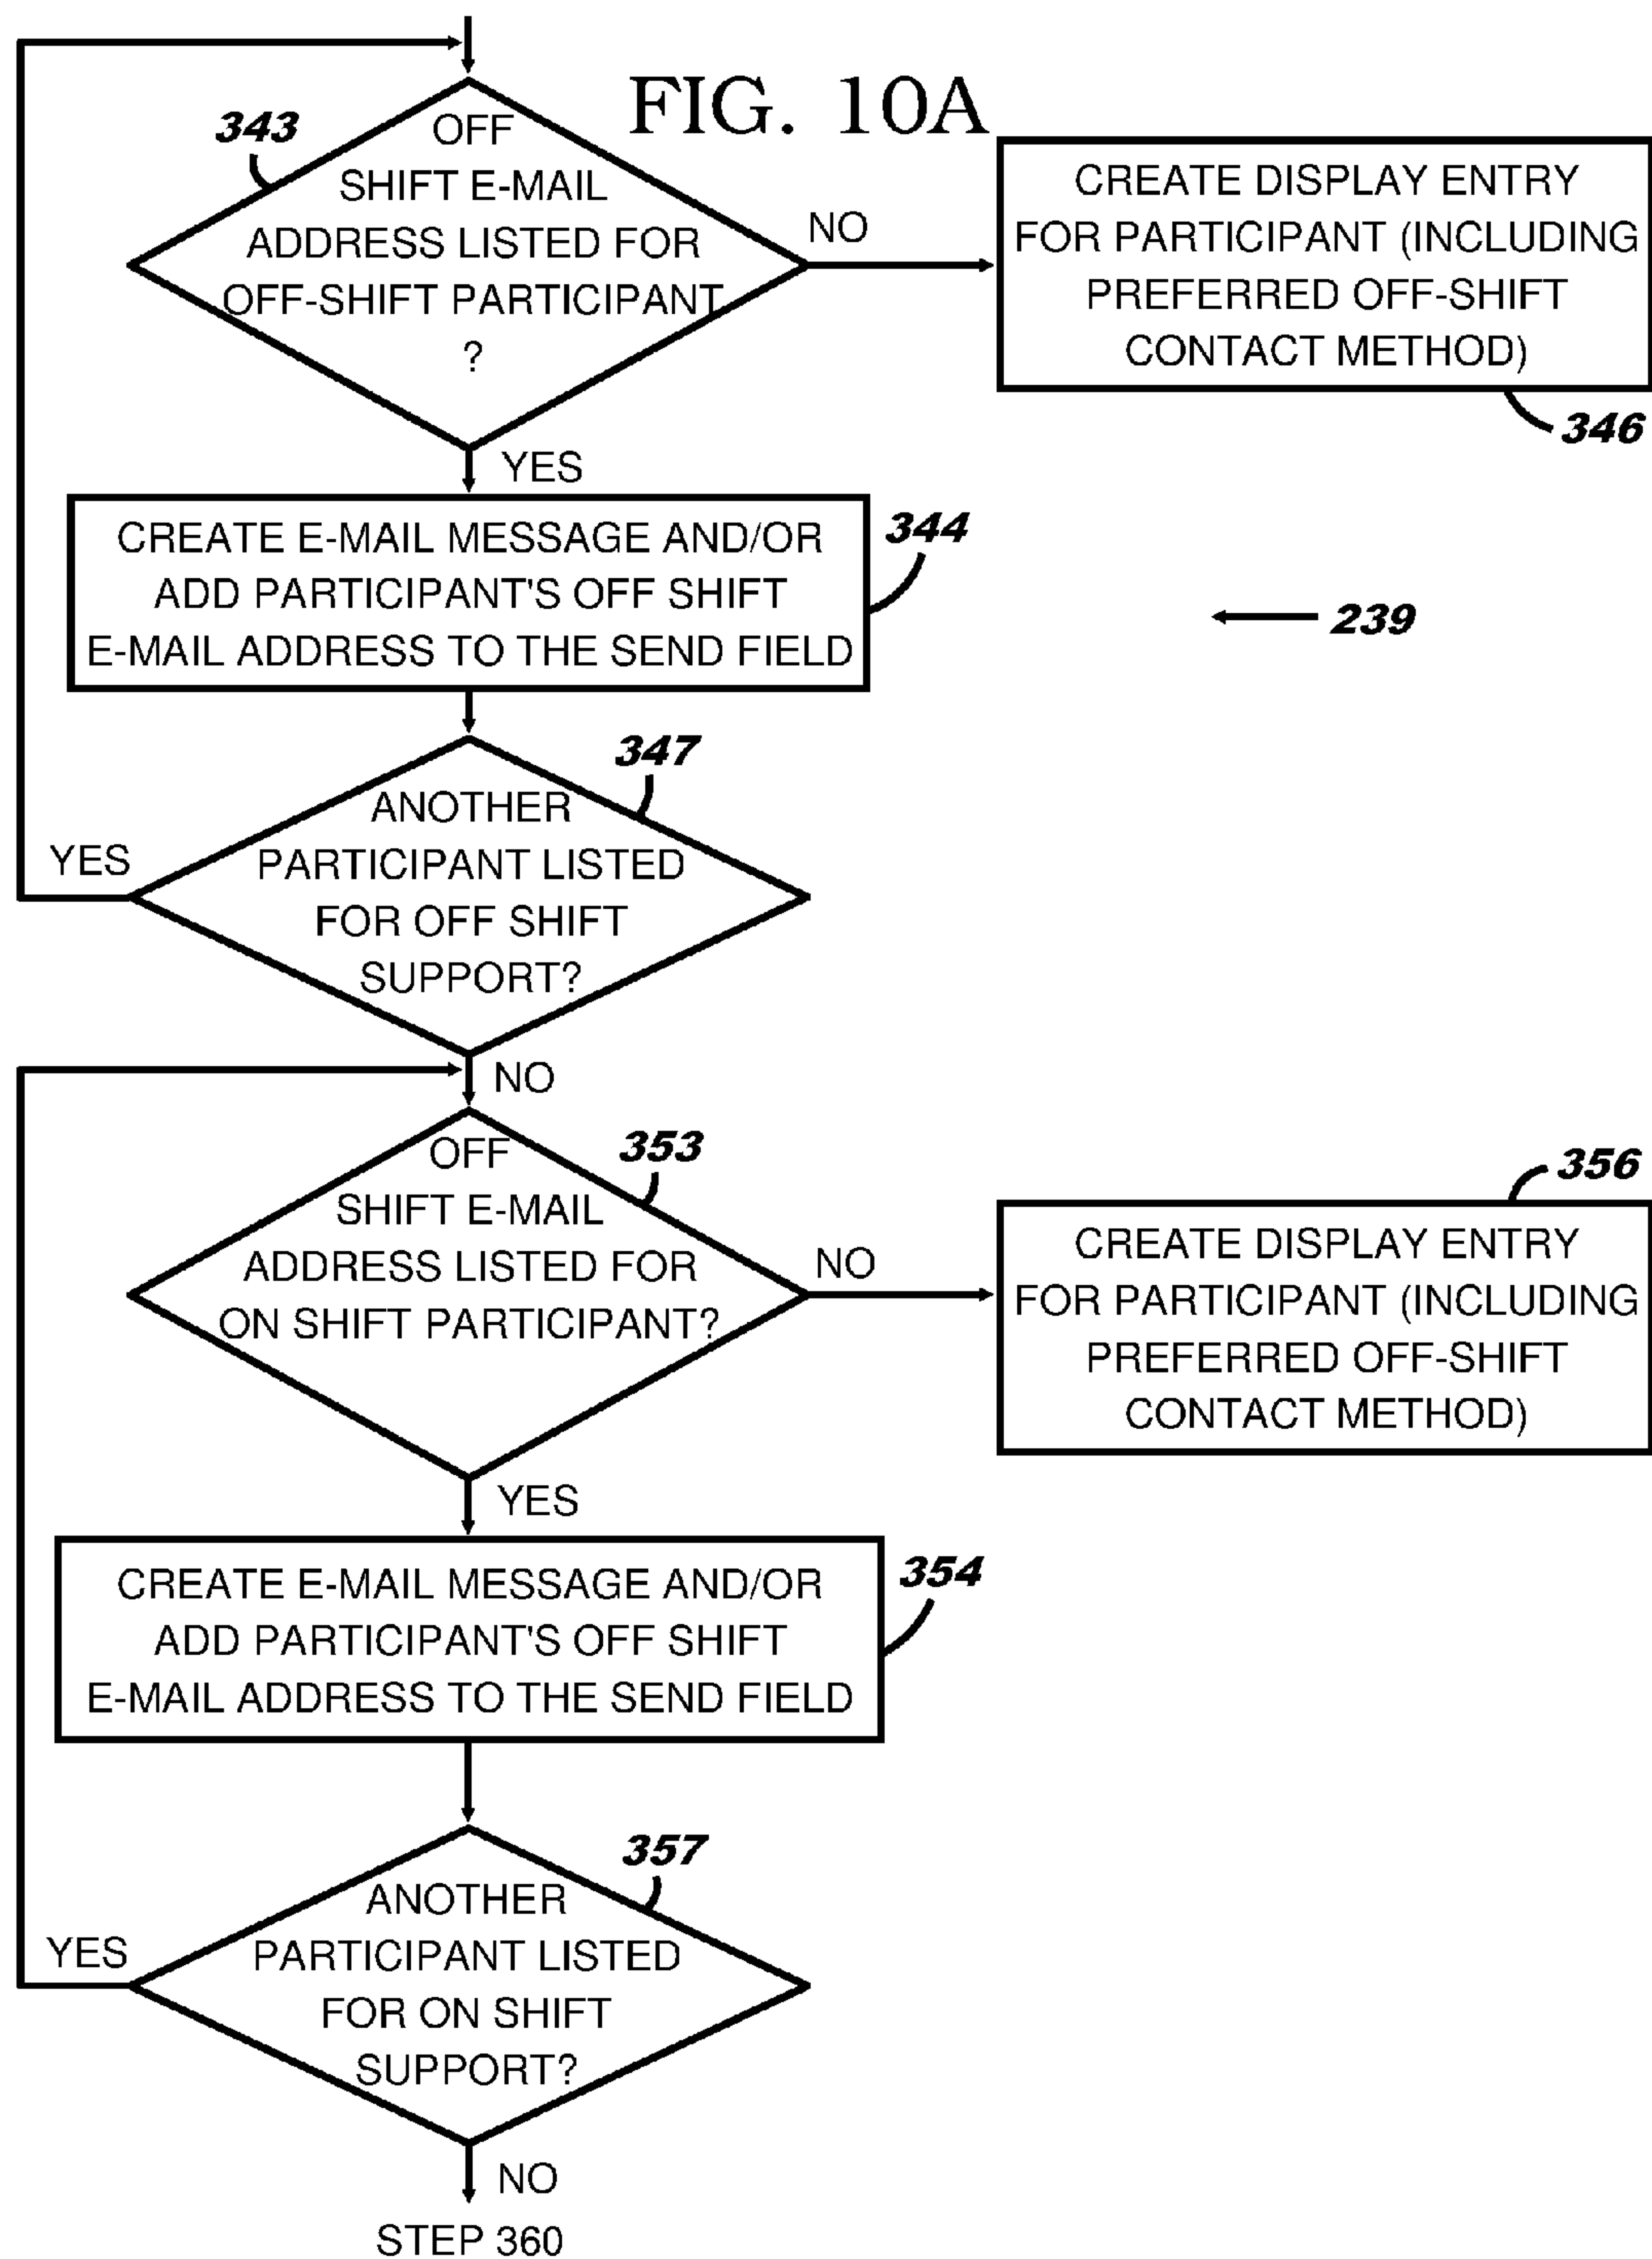 FIG. 10A
343
OFF
SHIFT E-MAIL
ADDRESS LISTED FOR
OFF-SHIFT PARTICIPANT
?
NO
CREATE DISPLAY ENTRY
FOR PARTICIPANT (INCLUDING
PREFERRED OFF-SHIFT
CONTACT METHOD)
346
YES
CREATE E-MAIL MESSAGE AND/OR
ADD PARTICIPANT'S OFF SHIFT
E-MAIL ADDRESS TO THE SEND FIELD
344
239
347
ANOTHER
PARTICIPANT LISTED
FOR OFF SHIFT
SUPPORT?
YES
NO
353
OFF
SHIFT E-MAIL
ADDRESS LISTED FOR
ON SHIFT PARTICIPANT?
NO
356
CREATE DISPLAY ENTRY
FOR PARTICIPANT (INCLUDING
PREFERRED OFF-SHIFT
CONTACT METHOD)
YES
CREATE E-MAIL MESSAGE AND/OR
ADD PARTICIPANT'S OFF SHIFT
E-MAIL ADDRESS TO THE SEND FIELD
354
357
ANOTHER
PARTICIPANT LISTED
FOR ON SHIFT
SUPPORT?
YES
NO
STEP 360